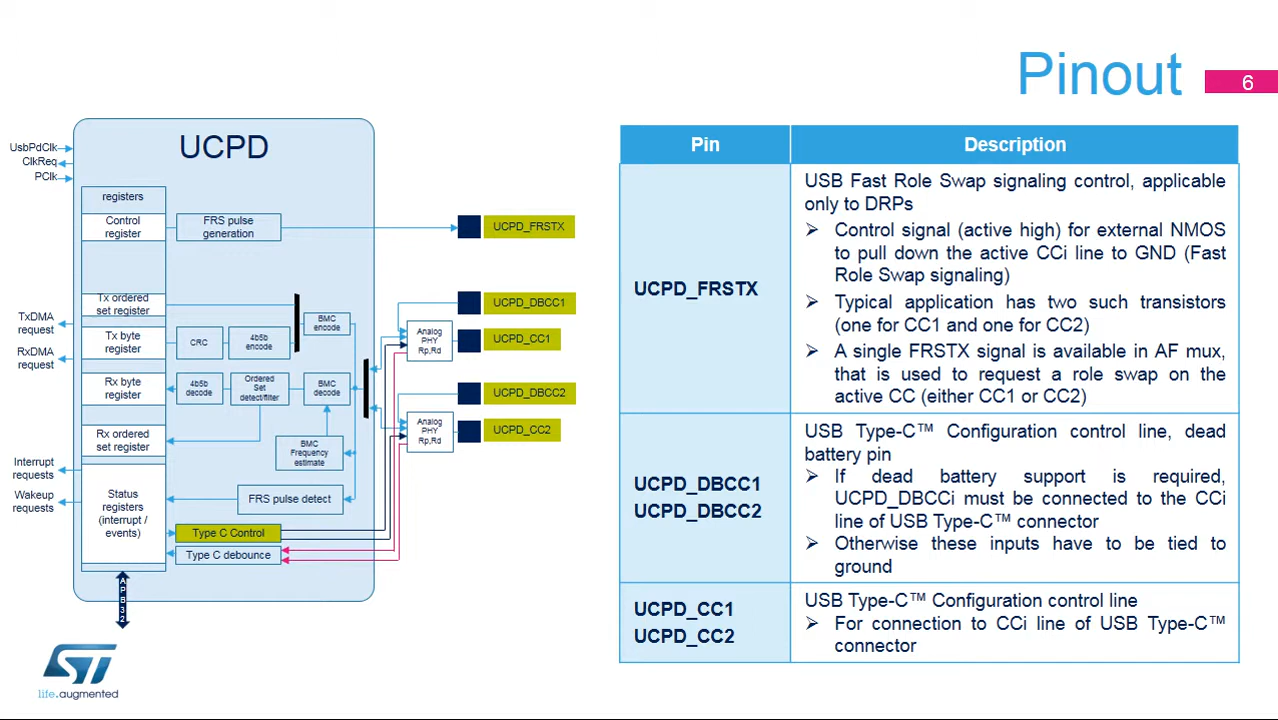 Pinout
6
UCPD
UsbPdClk
ClkReq
PClk
registers
Control
register
FRS pulse
generation
UCPD_FRSTX
Tx ordered
set register
BMC
encode
UCPD_DBCC1
TxDMA
request
Tx byte
register
CRC
4b5b
encode
Analog
PHY
Rp,Rd
UCPD_CC1
RxDMA
request
Rx byte
register
4b5b
decode
Ordered
Set
detect/filter
BMC
decode
UCPD_DBCC2
Analog
PHY
Rp,Rd
UCPD_CC2
Rx ordered
set register
BMC
Frequency
estimate
Interrupt
requests
Wakeup
requests
Status
registers
(interrupt /
events)
FRS pulse detect
Type C Control
Type C debounce
APB32
ST
life.augmented
Pin Description
UCPD_FRSTX
USB Fast Role Swap signaling control, applicable
only to DRPs
➢ Control signal (active high) for external NMOS
to pull down the active CCi line to GND (Fast
Role Swap signaling)
➢ Typical application has two such transistors
(one for CC1 and one for CC2)
➢ A single FRSTX signal is available in AF mux,
that is used to request a role swap on the
active CC (either CC1 or CC2)
UCPD_DBCC1
UCPD_DBCC2
USB Type-C™ Configuration control line, dead
battery pin
➢ If dead battery support is required,
UCPD_DBCCi must be connected to the CCi
line of USB Type-C™ connector
➢ Otherwise these inputs have to be tied to
ground
UCPD_CC1
UCPD_CC2
USB Type-C™ Configuration control line
➢ For connection to CCi line of USB Type-C™
connector